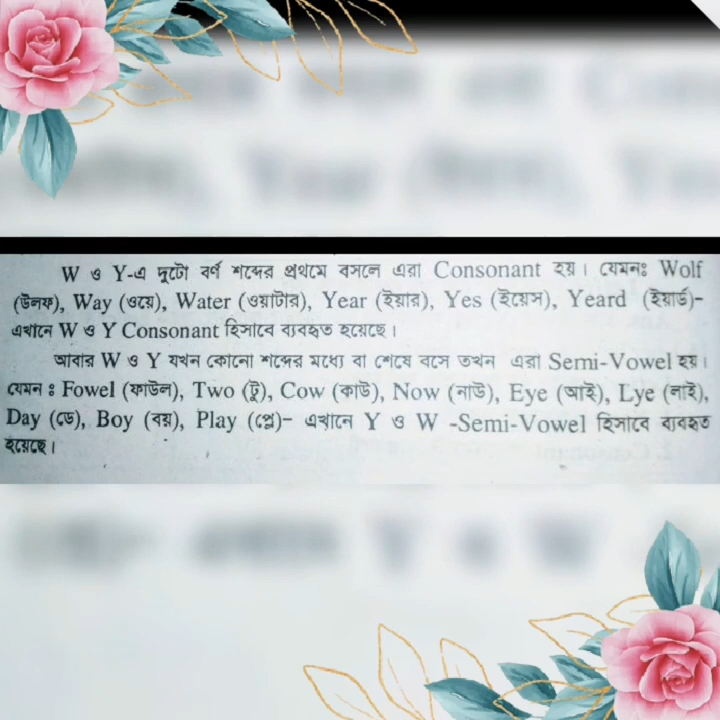 W ও Y-এ দুটো বর্ণ শব্দের প্রথমে বসলে এরা Consonant হয়। যেমনঃ Wolf
(উলফ), Way (ওয়ে), Water (ওয়াটার), Year (ইয়ার), Yes (ইয়েস), Yeard (ইয়ার্ড)-
এখানে W ও Y Consonant হিসাবে ব্যবহৃত হয়েছে।
আবার W ও Y যখন কোনো শব্দের মধ্যে বা শেষে বসে তখন এরা Semi-Vowel হয়।
যেমন ঃ Fowel (ফাউল), Two (টু), Cow (কাউ), Now (নাউ), Eye (আই), Lye (লাই),
Day (ডে), Boy (বয়), Play (প্লে)- এখানে Y ও W -Semi-Vowel হিসাবে ব্যবহৃত
হয়েছে।